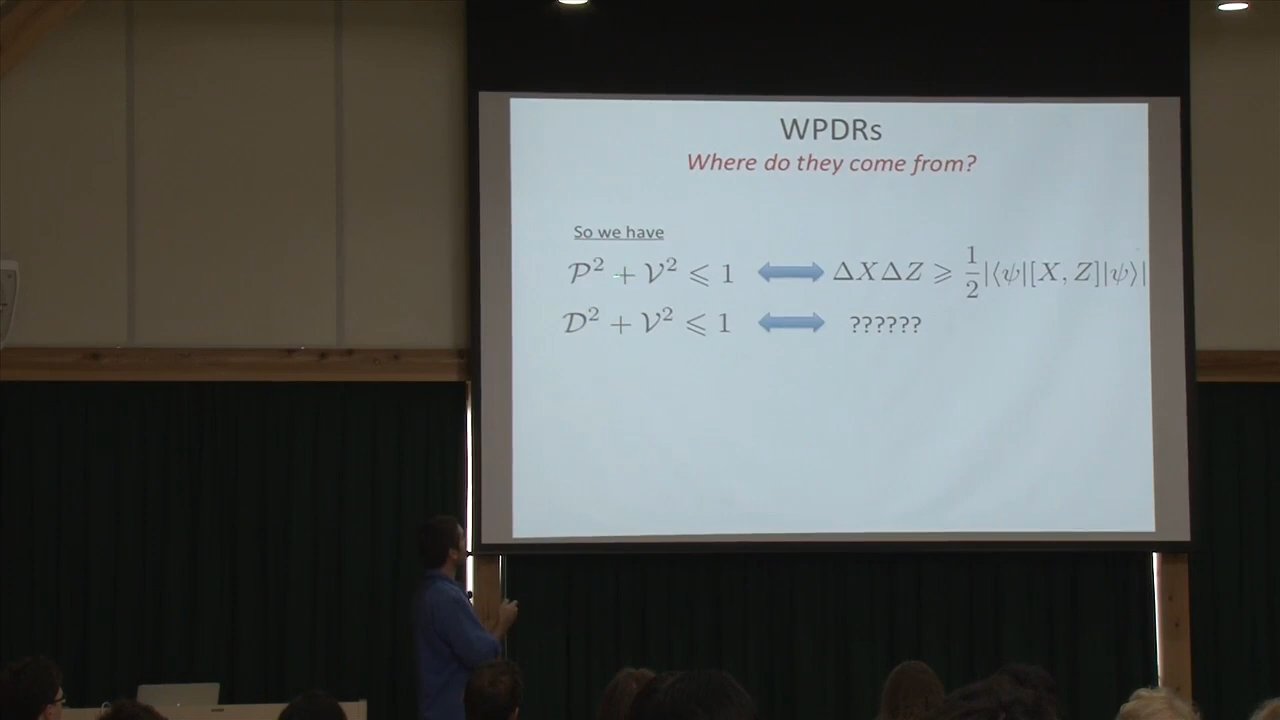 WPDRs
Where do they come from?
So we have
𝒫² + 𝒱² ⩽ 1 ⟺ ΔXΔZ ⩾ 1/2 |⟨ψ|[X, Z]|ψ⟩|
𝒟² + 𝒱² ⩽ 1 ⟺ ??????